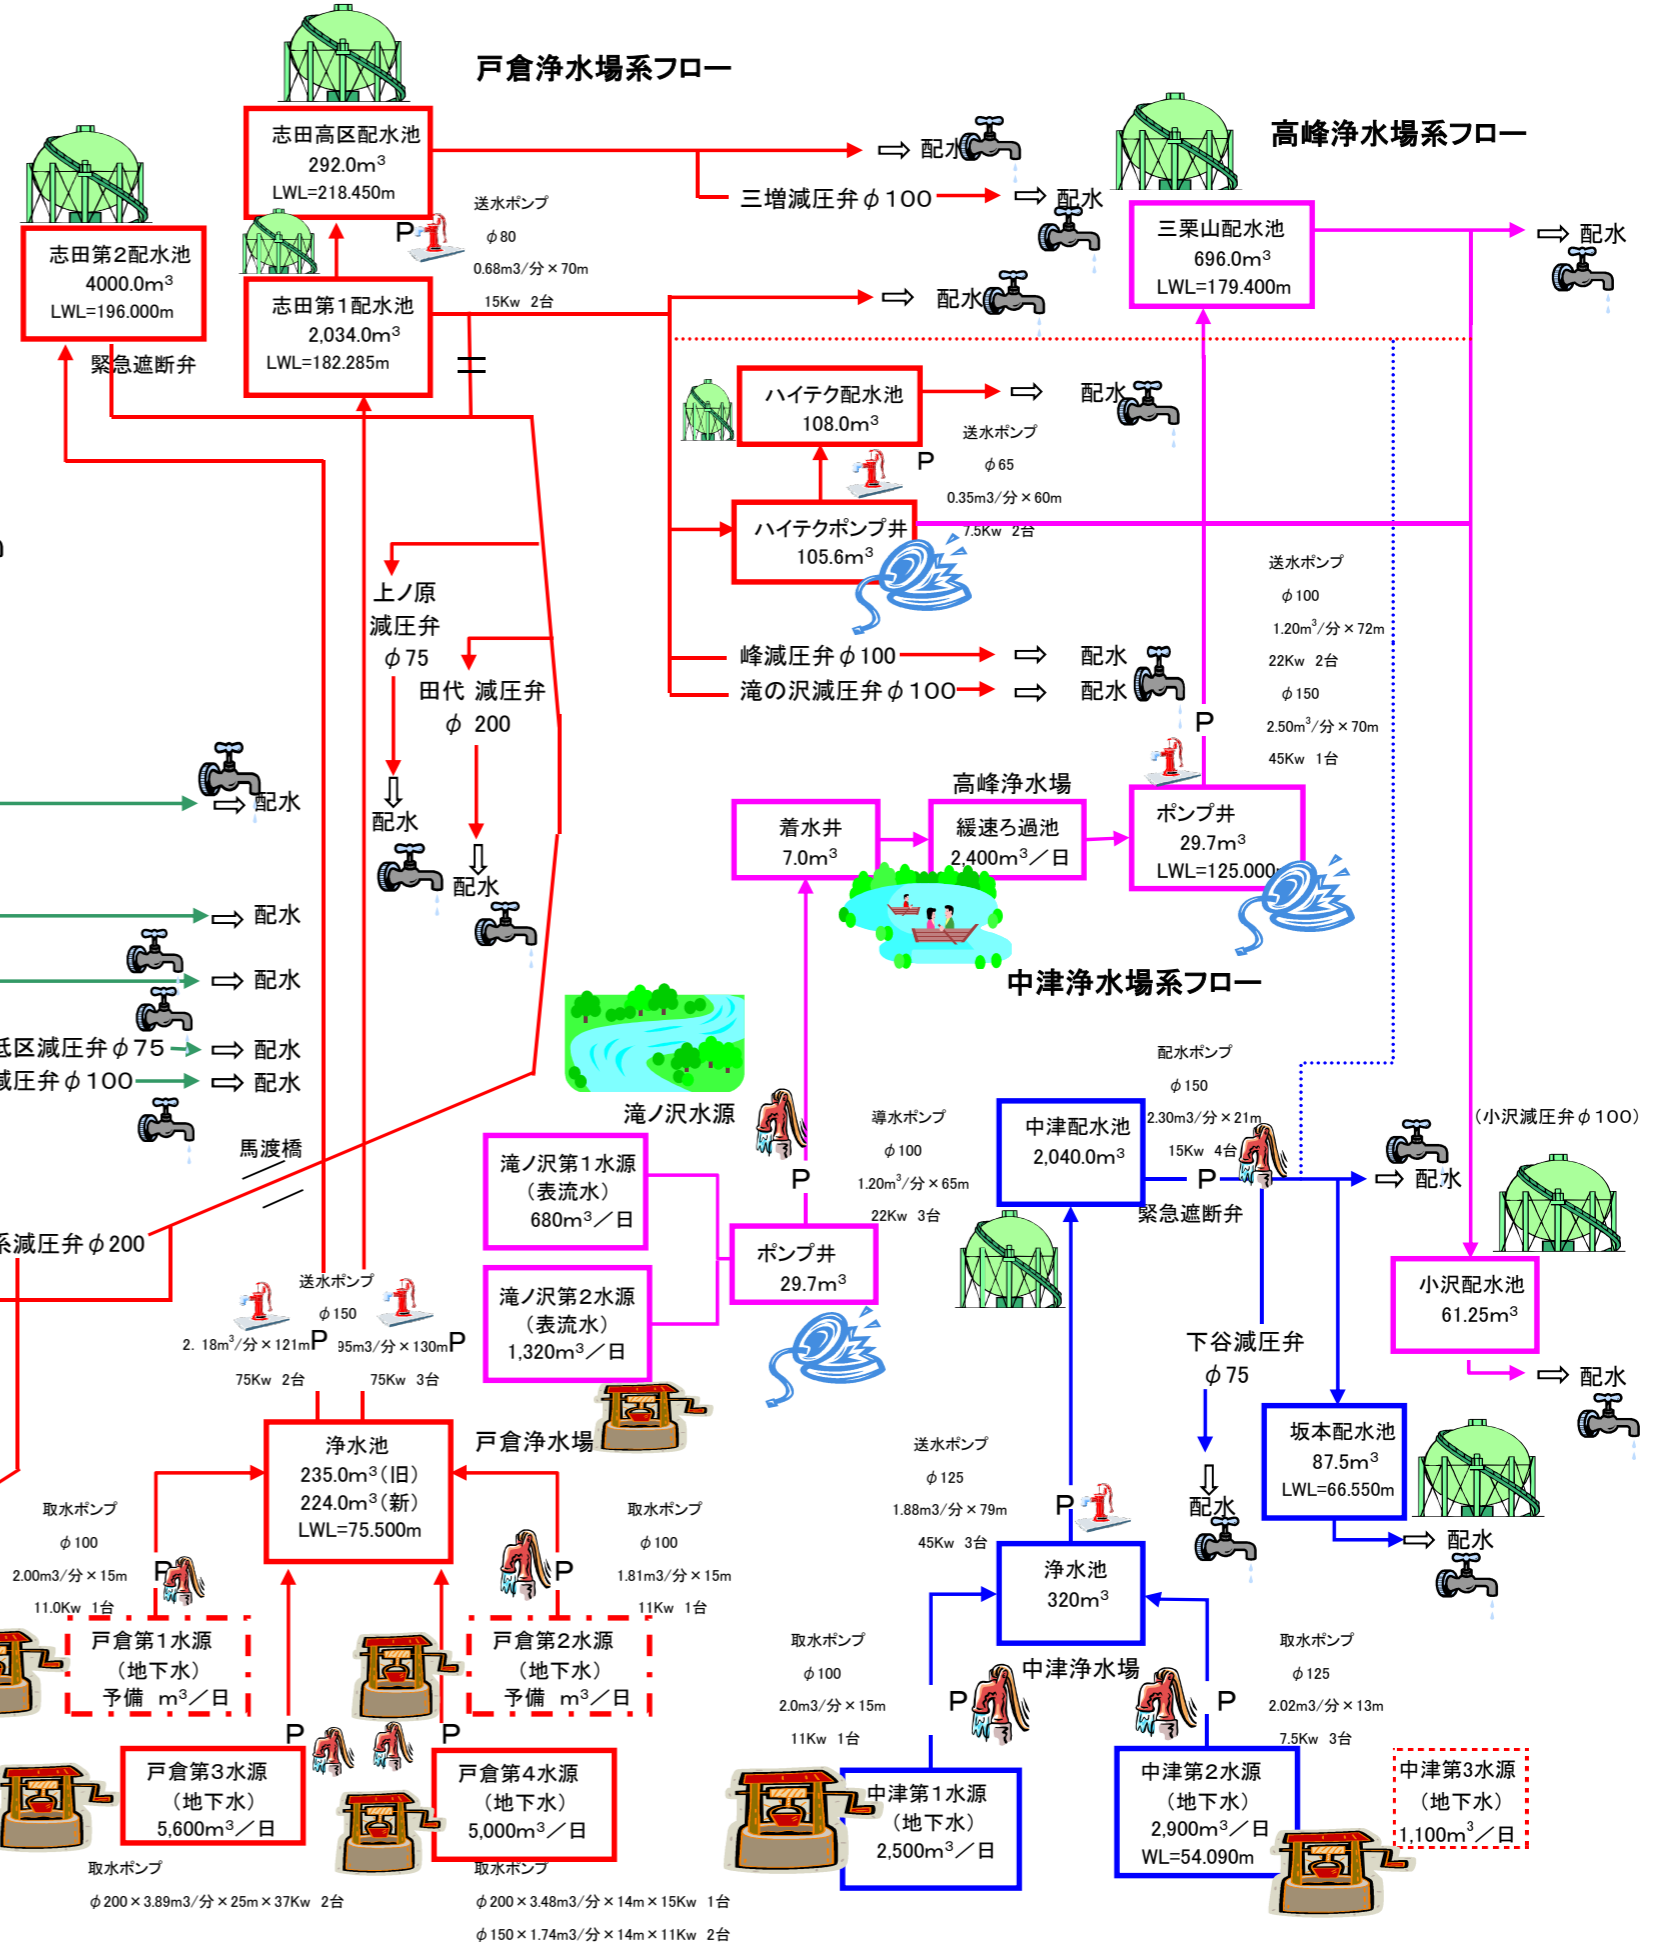 戸倉浄水場系フロー
高峰浄水場系フロー
志田高区配水池
292.0m³
LWL=218.450m
配水
三増減圧弁φ100
配水
送水ポンプ
φ80
0.68m3/分×70m
15Kw 2台
P
志田第2配水池
4000.0m³
LWL=196.000m
緊急遮断弁
志田第1配水池
2,034.0m³
LWL=182.285m
配水
三栗山配水池
696.0m³
LWL=179.400m
配水
ハイテク配水池
108.0m³
配水
送水ポンプ
φ65
0.35m3/分×60m
7.5Kw 2台
P
ハイテクポンプ井
105.6m³
上ノ原
減圧弁
φ75
配水
田代 減圧弁
φ 200
配水
峰減圧弁φ100
配水
滝の沢減圧弁φ100
配水
送水ポンプ
φ100
1.20m³/分×72m
22Kw 2台
φ150
2.50m³/分×70m
45Kw 1台
P
高峰浄水場
着水井
7.0m³
緩速ろ過池
2,400m³/日
ポンプ井
29.7m³
LWL=125.000
配水
配水
配水
低区減圧弁φ75
配水
減圧弁φ100
配水
馬渡橋
系減圧弁φ200
中津浄水場系フロー
滝ノ沢水源
滝ノ沢第1水源
(表流水)
680m³/日
滝ノ沢第2水源
(表流水)
1,320m³/日
ポンプ井
29.7m³
導水ポンプ
φ100
1.20m³/分×65m
22Kw 3台
P
配水ポンプ
φ150
2.30m3/分×21m
15Kw 4台
P
中津配水池
2,040.0m³
緊急遮断弁
配水
(小沢減圧弁φ100)
小沢配水池
61.25m³
配水
下谷減圧弁
φ75
配水
坂本配水池
87.5m³
LWL=66.550m
配水
送水ポンプ
φ150
2.18m³/分×121m
P
95m3/分×130m
P
75Kw 2台
75Kw 3台
浄水池
235.0m³(旧)
224.0m³(新)
LWL=75.500m
戸倉浄水場
取水ポンプ
φ100
2.00m3/分×15m
11.0Kw 1台
P
取水ポンプ
φ100
1.81m3/分×15m
11Kw 1台
P
戸倉第1水源
(地下水)
予備 m³/日
戸倉第2水源
(地下水)
予備 m³/日
P
P
戸倉第3水源
(地下水)
5,600m³/日
戸倉第4水源
(地下水)
5,000m³/日
取水ポンプ
φ200×3.89m3/分×25m×37Kw 2台
取水ポンプ
φ200×3.48m3/分×14m×15Kw 1台
φ150×1.74m3/分×14m×11Kw 2台
送水ポンプ
φ125
1.88m3/分×79m
45Kw 3台
P
浄水池
320m³
中津浄水場
取水ポンプ
φ100
2.0m3/分×15m
11Kw 1台
P
取水ポンプ
φ125
2.02m3/分×13m
7.5Kw 3台
P
中津第1水源
(地下水)
2,500m³/日
中津第2水源
(地下水)
2,900m³/日
WL=54.090m
中津第3水源
(地下水)
1,100m³/日